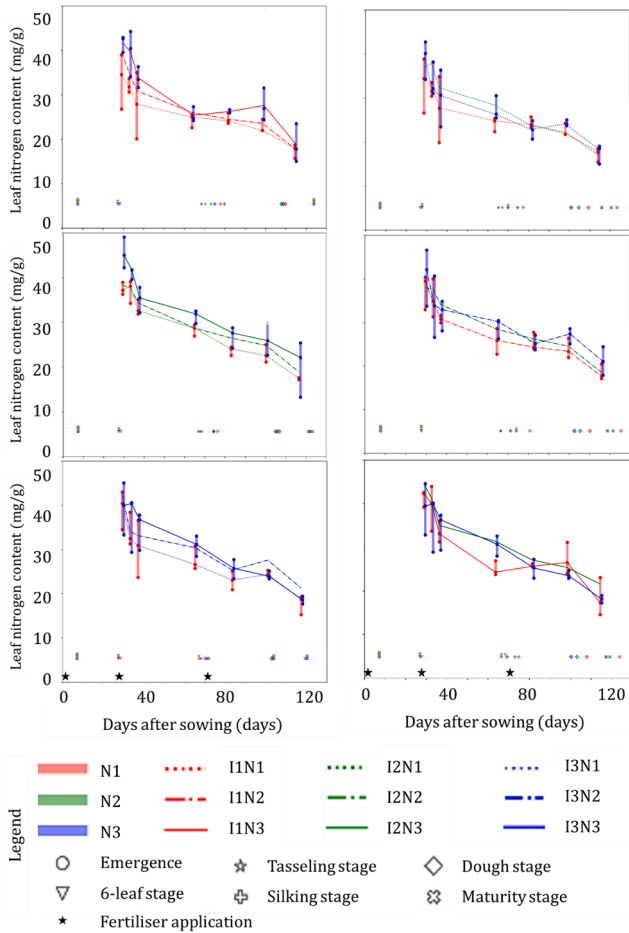 50
40
30
20
10
0
Leaf nitrogen content (mg/g)
50
40
30
20
10
0
Leaf nitrogen content (mg/g)
50
40
30
20
10
0
Leaf nitrogen content (mg/g)
0 40 80 120
0 40 80 120
Days after sowing (days)
Days after sowing (days)
Legend
N1 I1N1 I2N1 I3N1
N2 I1N2 I2N2 I3N2
N3 I1N3 I2N3 I3N3
Emergence Tasseling stage Dough stage
6-leaf stage Silking stage Maturity stage
Fertiliser application